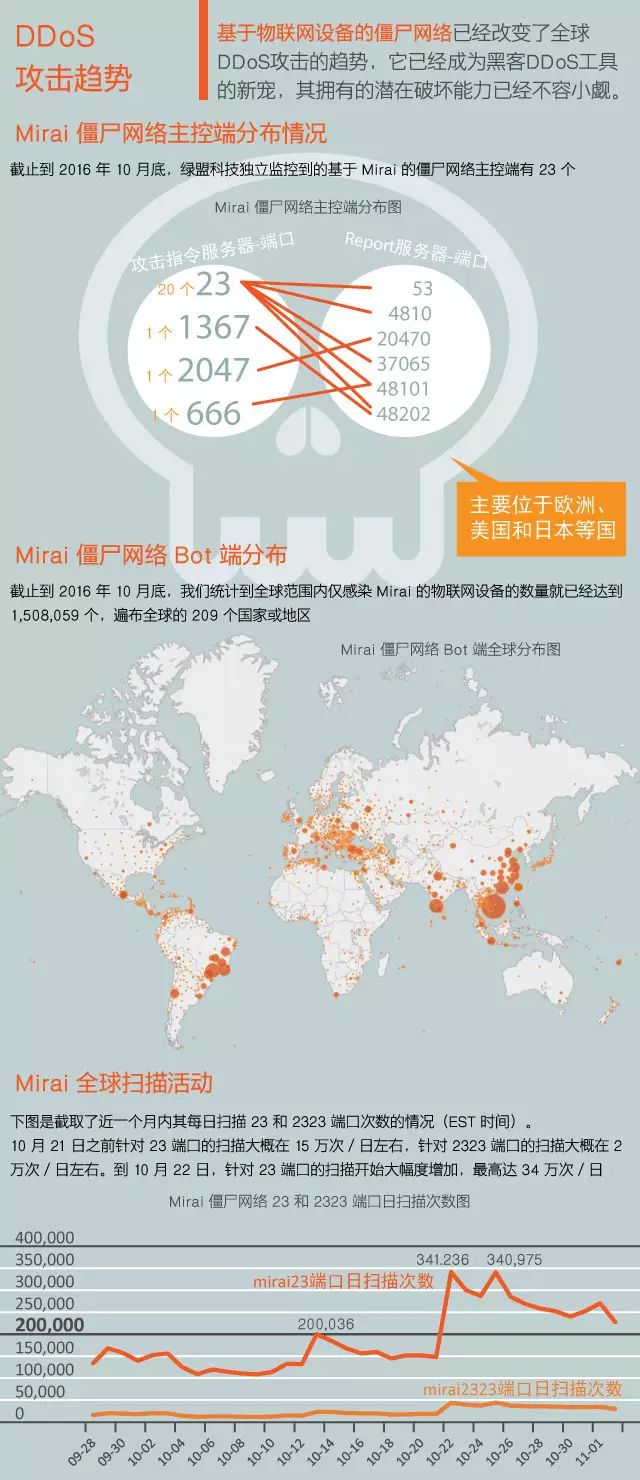 DDoS
攻击趋势
基于物联网设备的僵尸网络已经改变了全球
DDoS攻击的趋势，它已经成为黑客DDoS工具
的新宠，其拥有的潜在破坏能力已经不容小觑。
Mirai 僵尸网络主控端分布情况
截止到 2016 年 10 月底，绿盟科技独立监控到的基于 Mirai 的僵尸网络主控端有 23 个
Mirai 僵尸网络主控端分布图
攻击指令服务器-端口
20 个 23
1 个 1367
1 个 2047
1 个 666
Report服务器-端口
53
4810
20470
37065
48101
48202
主要位于欧洲、
美国和日本等国
Mirai 僵尸网络 Bot 端分布
截止到 2016 年 10 月底，我们统计到全球范围内仅感染 Mirai 的物联网设备的数量就已经达到
1,508,059 个，遍布全球的 209 个国家或地区
Mirai 僵尸网络 Bot 端全球分布图
Mirai 全球扫描活动
下图是截取了近一个月内其每日扫描 23 和 2323 端口次数的情况（EST 时间）。
10 月 21 日之前针对 23 端口的扫描大概在 15 万次 / 日左右，针对 2323 端口的扫描大概在 2
万次 / 日左右。到 10 月 22 日，针对 23 端口的扫描开始大幅度增加，最高达 34 万次 / 日
Mirai 僵尸网络 23 和 2323 端口日扫描次数图
400,000
350,000
300,000
250,000
200,000
150,000
100,000
50,000
0
341.236
340,975
mirai23端口日扫描次数
200,036
mirai2323端口日扫描次数
09-28
09-30
10-02
10-04
10-06
10-08
10-10
10-12
10-14
10-16
10-18
10-20
10-22
10-24
10-26
10-28
10-30
11-01